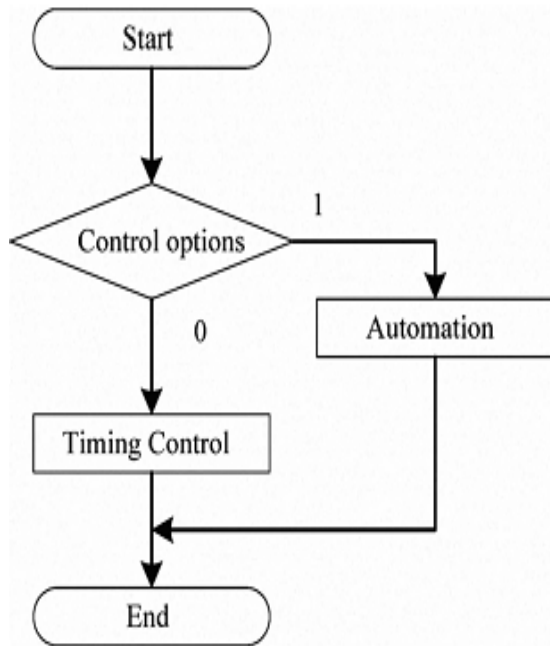 Start
Control options
1
Automation
0
Timing Control
End